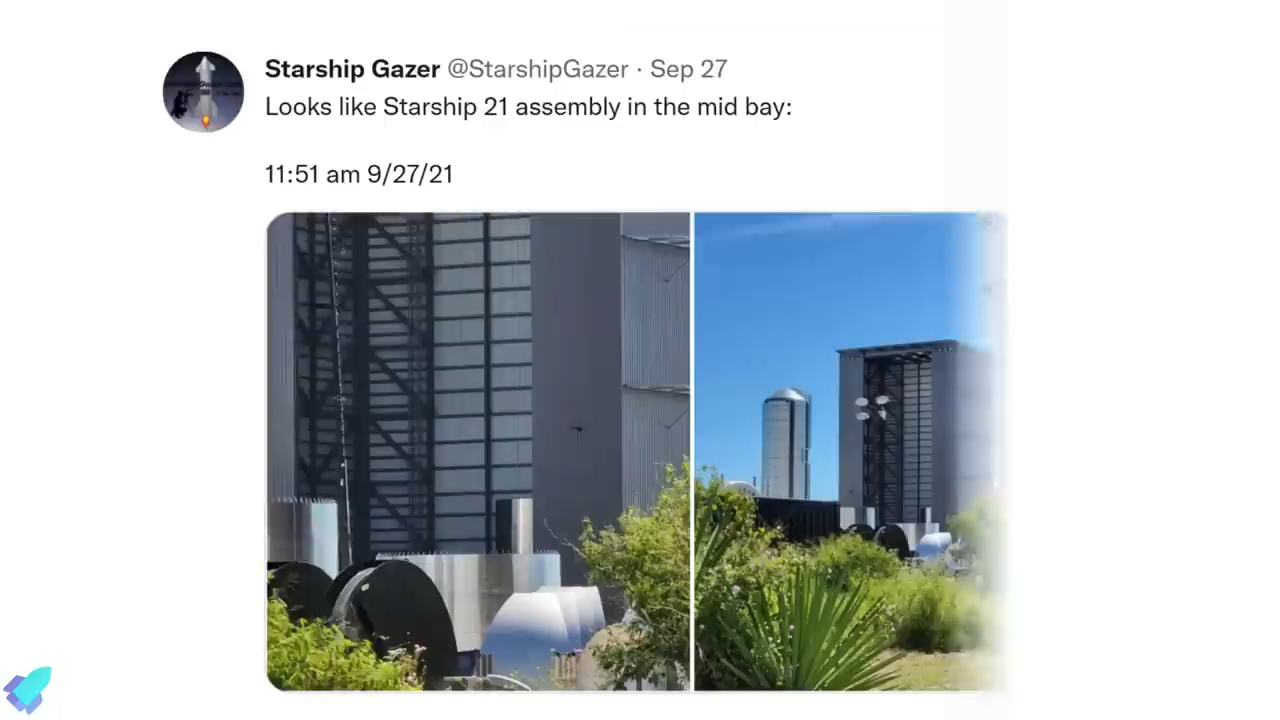 Starship Gazer @StarshipGazer · Sep 27
Looks like Starship 21 assembly in the mid bay:
11:51 am 9/27/21